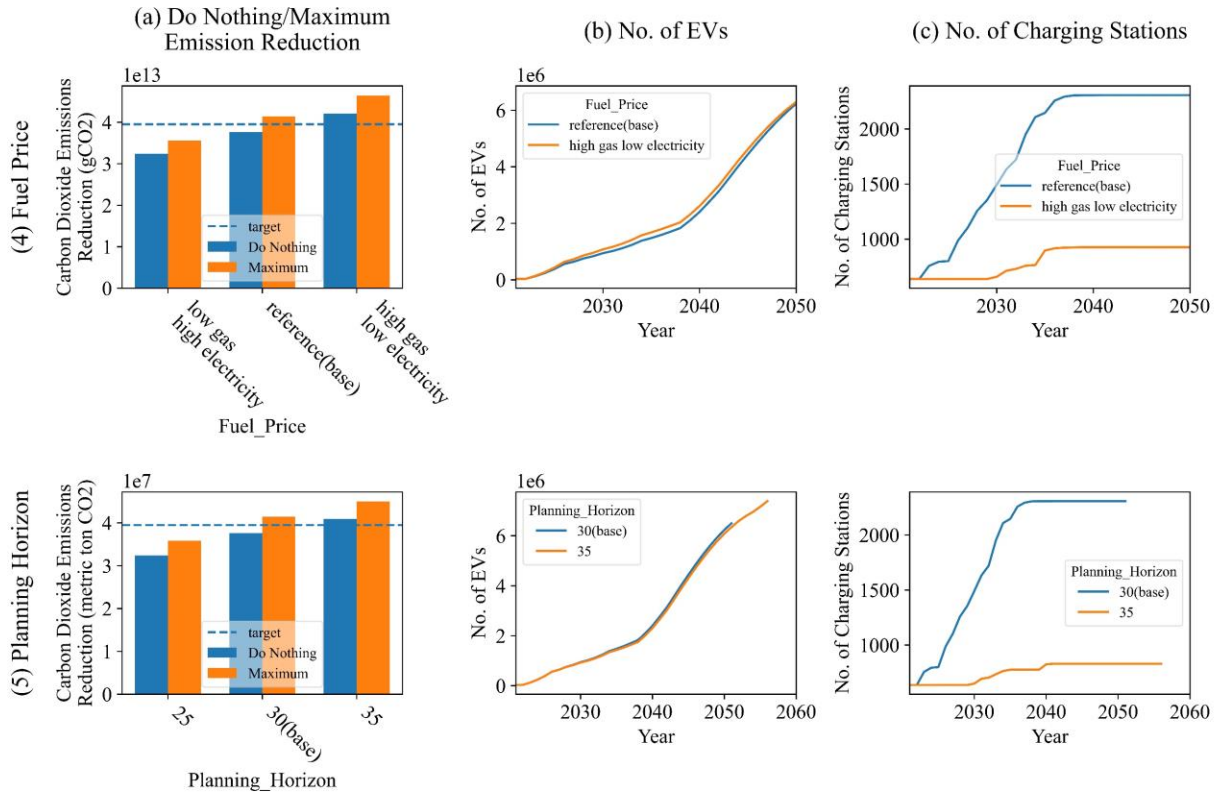 (a) Do Nothing/Maximum
Emission Reduction
(b) No. of EVs
(c) No. of Charging Stations
(4) Fuel Price
1e13
Carbon Dioxide Emissions
Reduction (gCO2)
4
3
2
1
0
target
Do Nothing
Maximum
low gas
high electricity
reference(base)
high gas
low electricity
Fuel_Price
1e6
No. of EVs
6
4
2
0
Fuel_Price
reference(base)
high gas low electricity
2030
2040
2050
Year
No. of Charging Stations
2000
1500
1000
Fuel_Price
reference(base)
high gas low electricity
2030
2040
2050
Year
(5) Planning Horizon
1e7
Carbon Dioxide Emissions
Reduction (metric ton CO2)
4
3
2
1
0
target
Do Nothing
Maximum
25
30(base)
35
Planning_Horizon
1e6
No. of EVs
6
4
2
0
Planning_Horizon
30(base)
35
2030
2040
2050
2060
Year
No. of Charging Stations
2000
1500
1000
Planning_Horizon
30(base)
35
2030
2040
2050
2060
Year